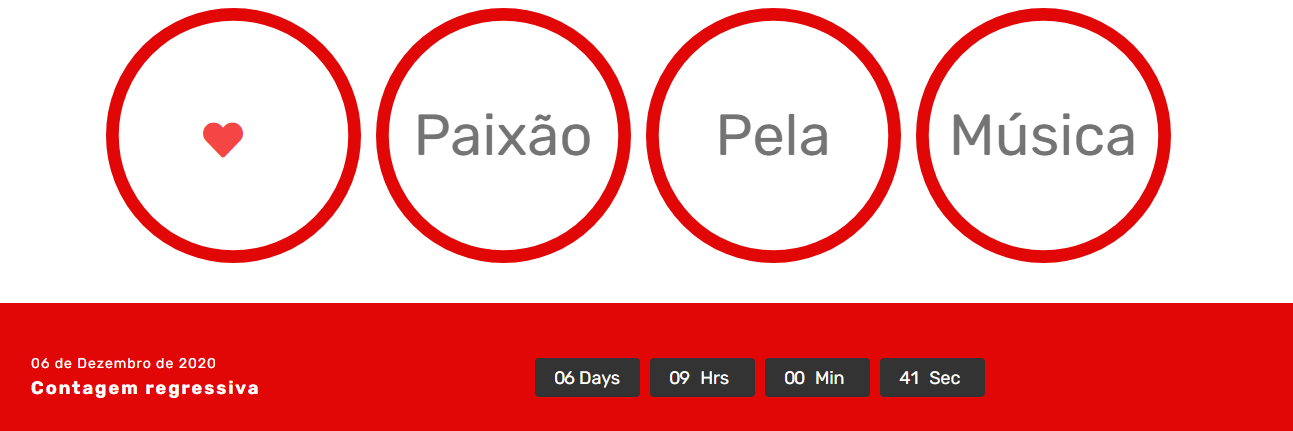 Paixão Pela Música
06 de Dezembro de 2020
Contagem regressiva
06 Days 09 Hrs 00 Min 41 Sec